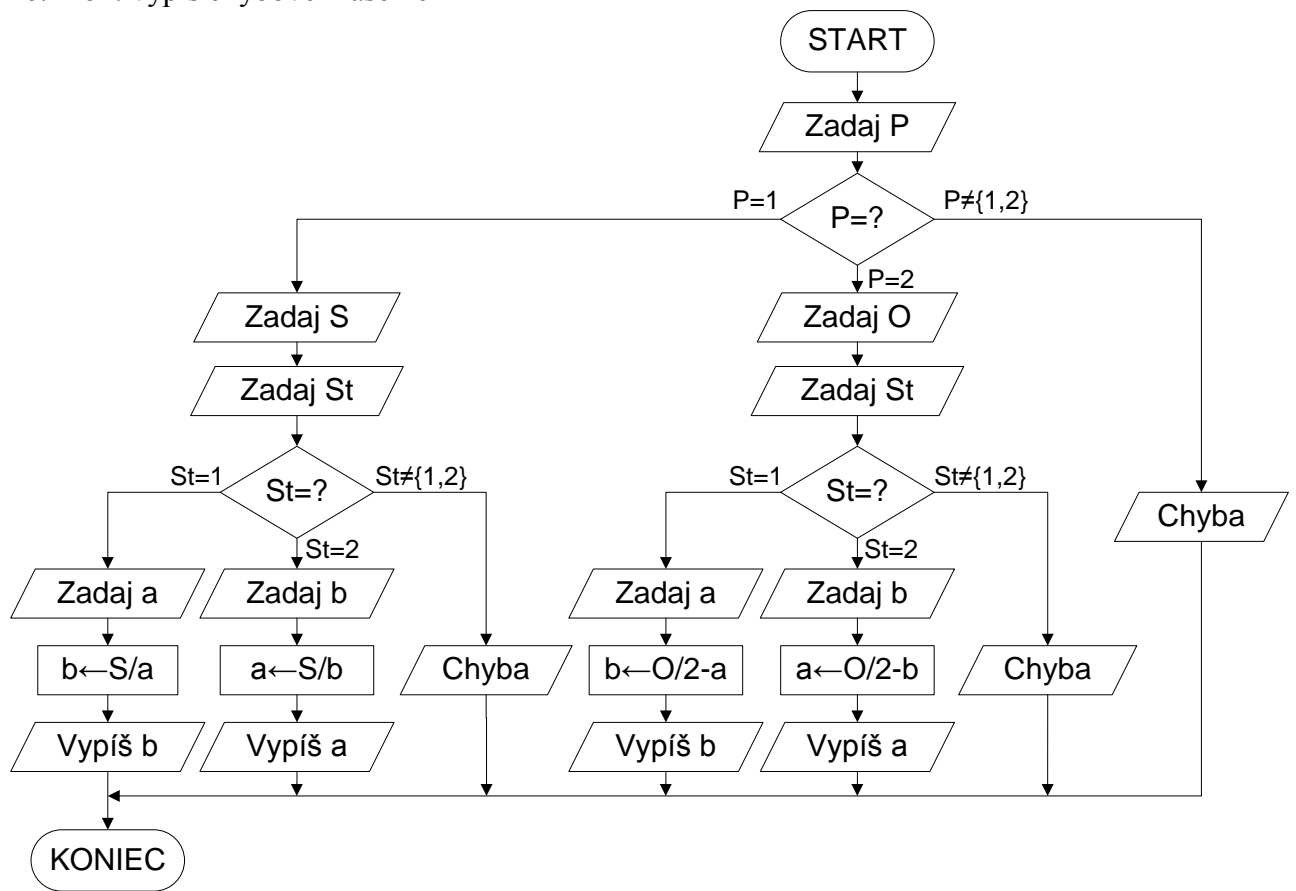 START
Zadaj P
P=1
P=?
P≠{1,2}
P=2
Zadaj S
Zadaj O
Zadaj St
Zadaj St
St=1
St=?
St≠{1,2}
St=2
St=1
St=?
St≠{1,2}
St=2
Chyba
Zadaj a
Zadaj b
Zadaj a
Zadaj b
b←S/a
a←S/b
Chyba
b←O/2-a
a←O/2-b
Chyba
Vypíš b
Vypíš a
Vypíš b
Vypíš a
KONIEC